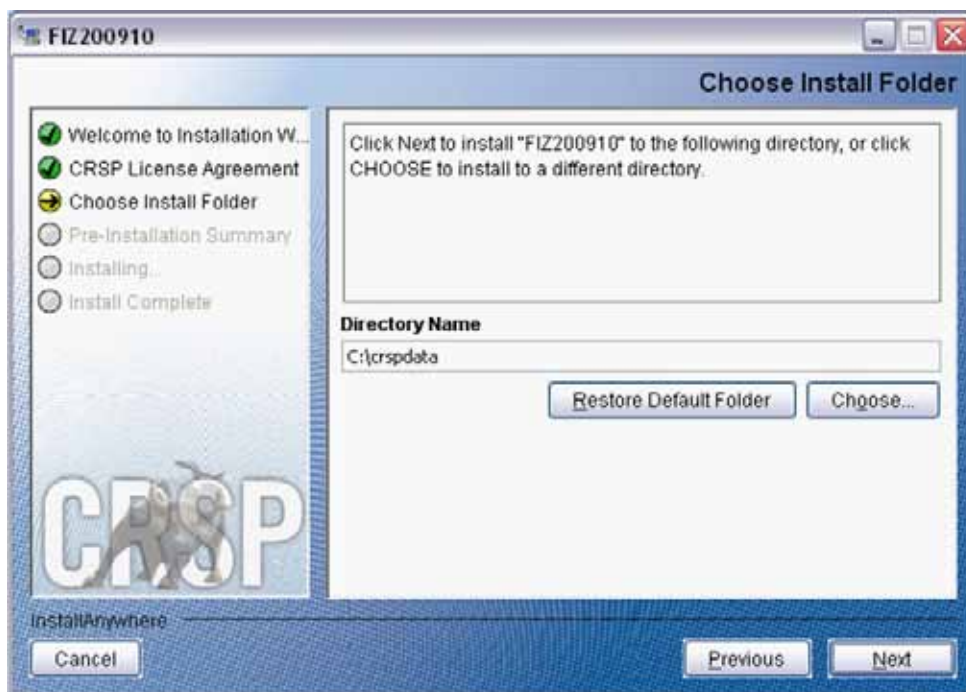 FIZ200910
Choose Install Folder
Welcome to Installation W...
CRSP License Agreement
Choose Install Folder
Pre-Installation Summary
Installing...
Install Complete
CRSP
Click Next to install "FIZ200910" to the following directory, or click
CHOOSE to install to a different directory.
Directory Name
C:\crspdata
Restore Default Folder
Choose...
InstallAnywhere
Cancel
Previous
Next